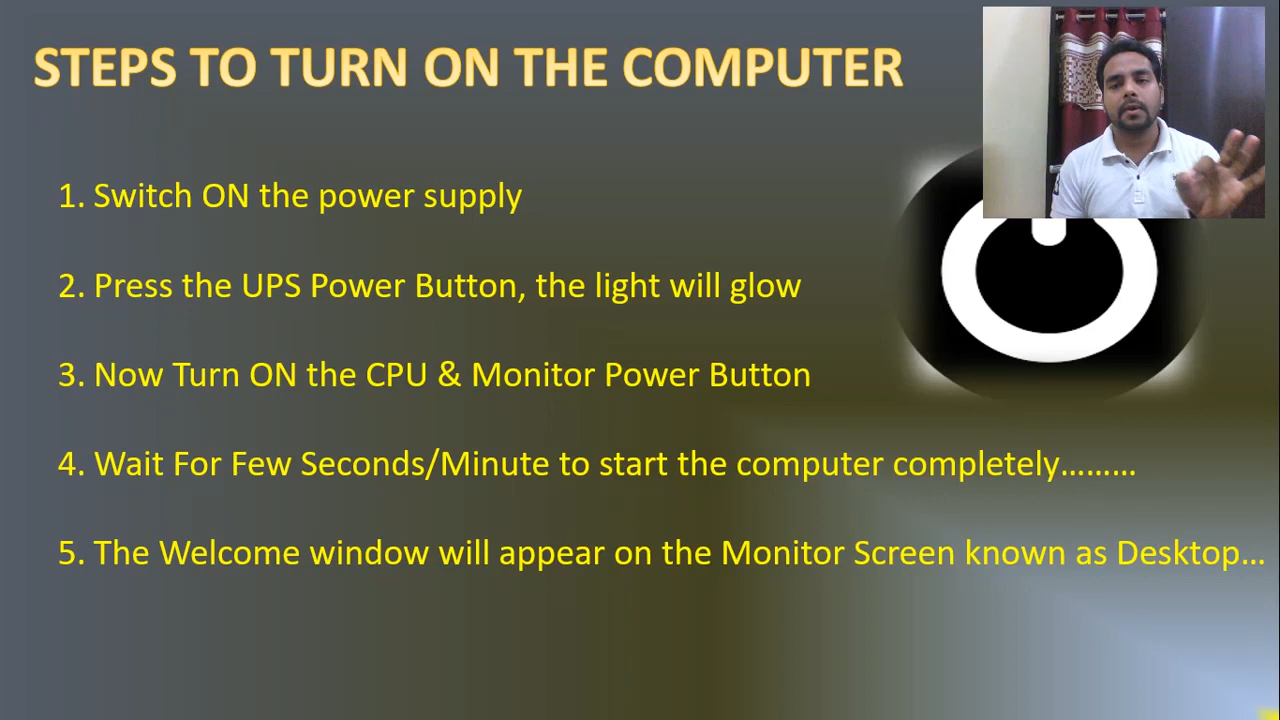 STEPS TO TURN ON THE COMPUTER
1. Switch ON the power supply
2. Press the UPS Power Button, the light will glow
3. Now Turn ON the CPU & Monitor Power Button
4. Wait For Few Seconds/Minute to start the computer completely………
5. The Welcome window will appear on the Monitor Screen known as Desktop…